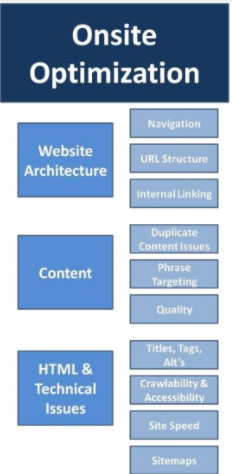 Onsite
Optimization
Website
Architecture
Navigation
URL Structure
Internal Linking
Content
Duplicate
Content Issues
Phrase
Targeting
Quality
HTML &
Technical
Issues
Titles, Tags,
Alt's
Crawlability &
Accessibility
Site Speed
Sitemaps